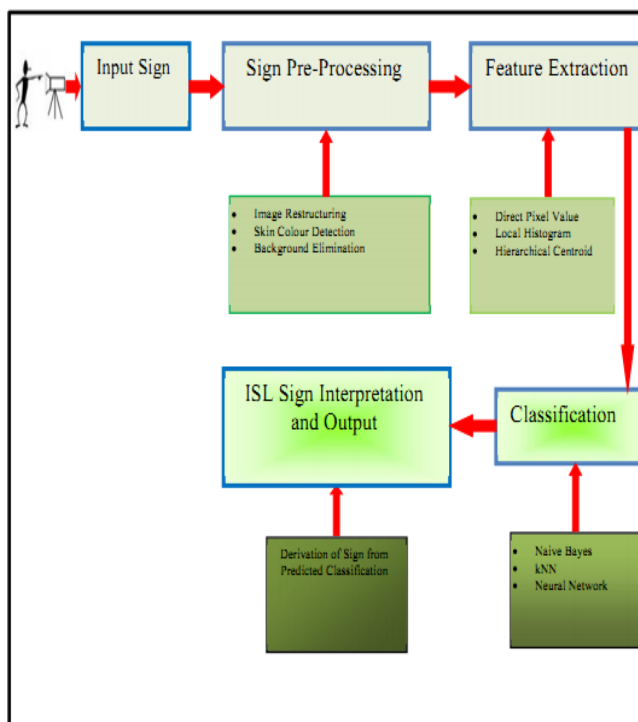 Input Sign
Sign Pre-Processing
Feature Extraction
• Image Restructuring
• Skin Colour Detection
• Background Elimination
• Direct Pixel Value
• Local Histogram
• Hierarchical Centroid
ISL Sign Interpretation
and Output
Classification
Derivation of Sign from
Predicted Classification
• Naive Bayes
• kNN
• Neural Network